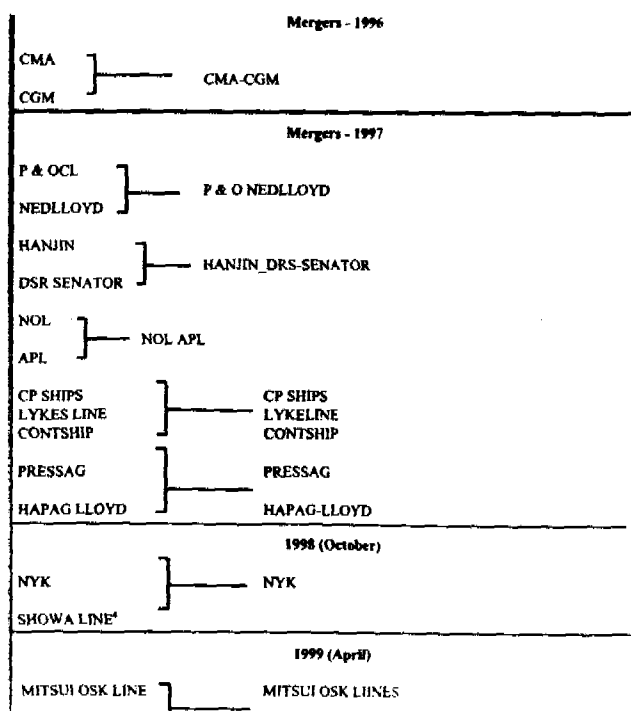 Mergers - 1996
CMA
CMA-CGM
CGM
Mergers - 1997
P & OCL
P & O NEDLLOYD
NEDLLOYD
HANJIN
HANJIN_DRS-SENATOR
DSR SENATOR
NOL
NOL APL
APL
CP SHIPS CP SHIPS
LYKES LINE LYKELINE
CONTSHIP CONTSHIP
PRESSAG PRESSAG
HAPAG LLOYD HAPAG-LLOYD
1998 (October)
NYK NYK
SHOWA LINE⁴
1999 (April)
MITSUI OSK LINE MITSUI OSK LIINES